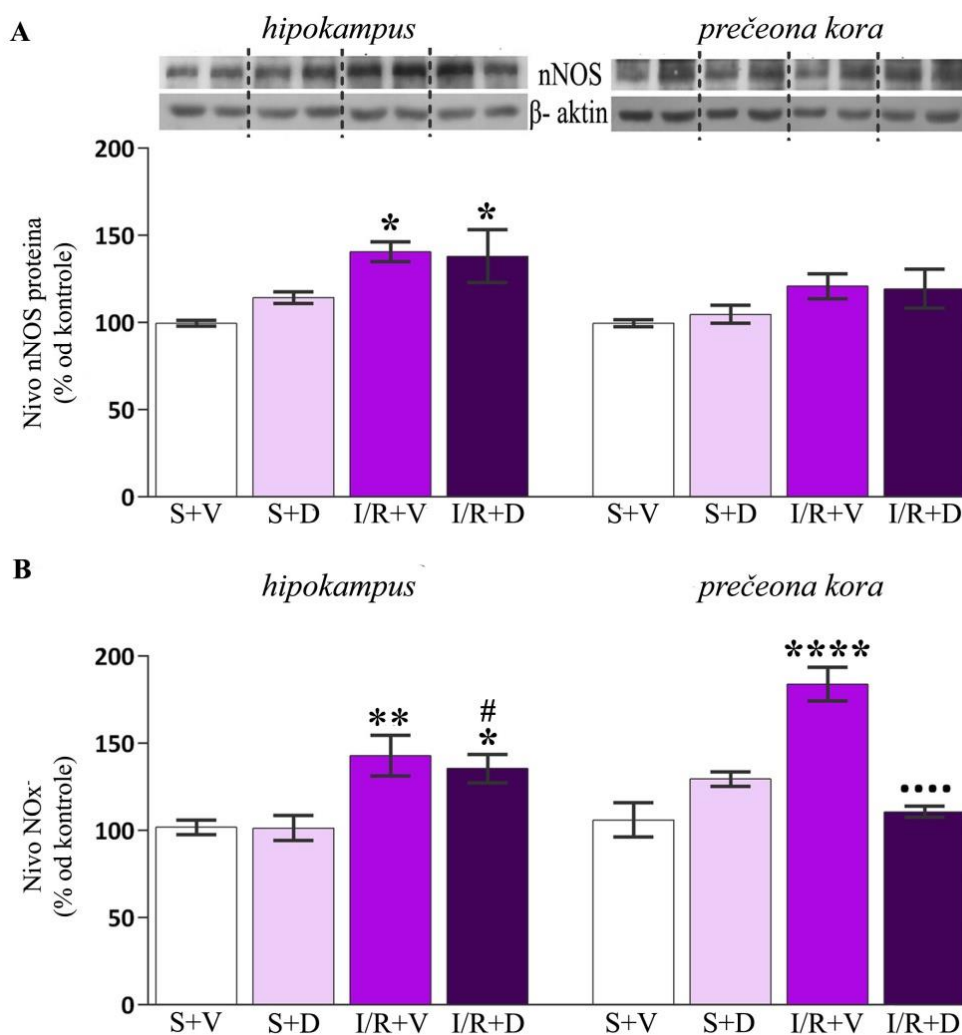 A
hipokampus
prečeona kora
nNOS
β- aktin
Nivo nNOS proteina
(% od kontrole)
200
150
100
50
0
* *
S+V S+D I/R+V I/R+D S+V S+D I/R+V I/R+D
B
hipokampus
prečeona kora
Nivo NOx-
(% od kontrole)
200
150
100
50
0
**
#
*
****
••••
S+V S+D I/R+V I/R+D S+V S+D I/R+V I/R+D